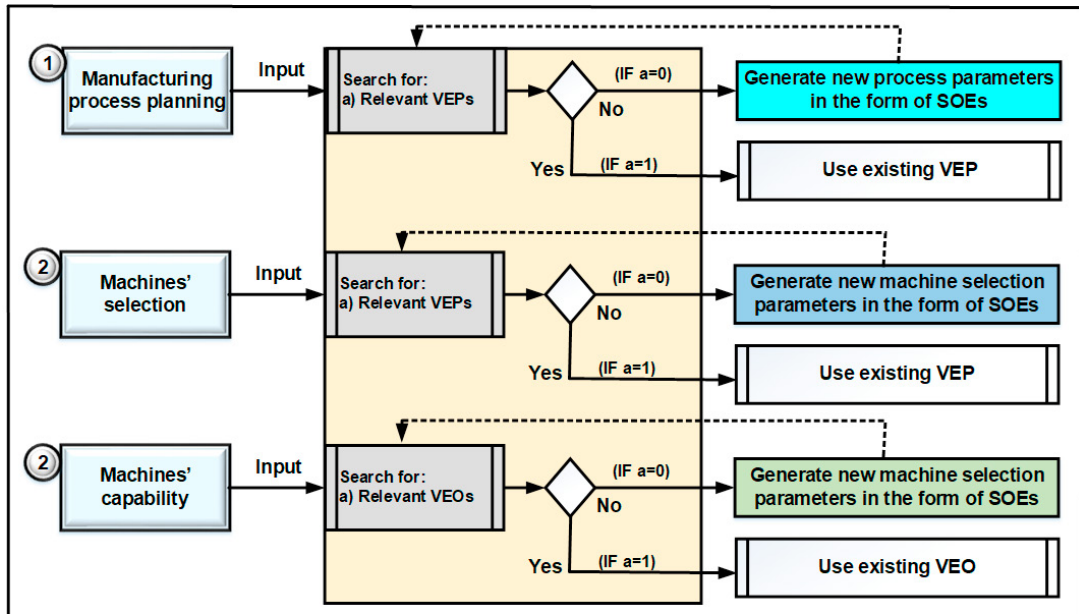 1
Manufacturing
process planning
Input
Search for:
a) Relevant VEPs
(IF a=0)
No
Generate new process parameters
in the form of SOEs
Yes
(IF a=1)
Use existing VEP
2
Machines’
selection
Input
Search for:
a) Relevant VEPs
(IF a=0)
No
Generate new machine selection
parameters in the form of SOEs
Yes
(IF a=1)
Use existing VEP
2
Machines’
capability
Input
Search for:
a) Relevant VEOs
(IF a=0)
No
Generate new machine selection
parameters in the form of SOEs
Yes
(IF a=1)
Use existing VEO